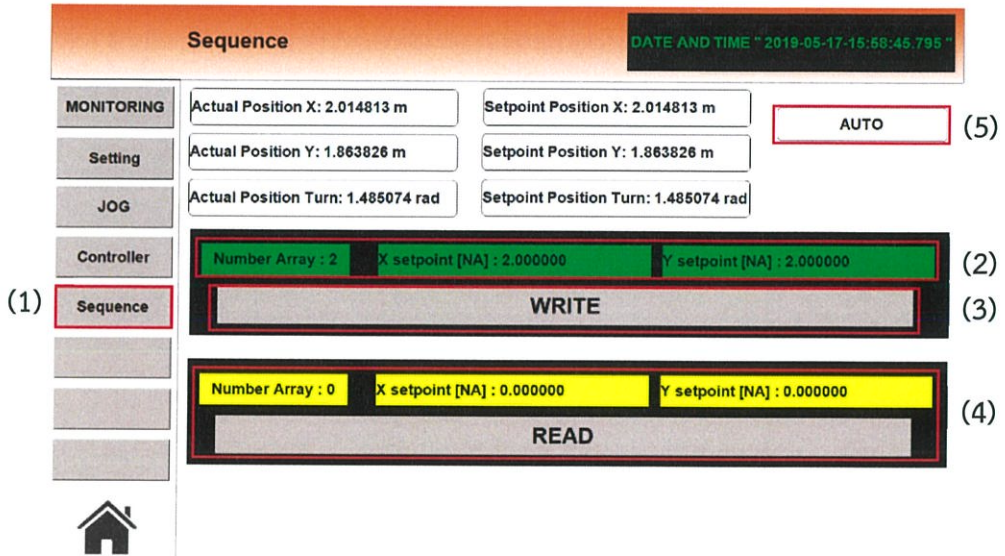 Sequence
DATE AND TIME " 2019-05-17-15:58:45.795 "
MONITORING
Setting
JOG
Controller
(1)
Sequence
Actual Position X: 2.014813 m
Setpoint Position X: 2.014813 m
AUTO
(5)
Actual Position Y: 1.863826 m
Setpoint Position Y: 1.863826 m
Actual Position Turn: 1.485074 rad
Setpoint Position Turn: 1.485074 rad
Number Array : 2
X setpoint [NA] : 2.000000
Y setpoint [NA] : 2.000000
(2)
WRITE
(3)
Number Array : 0
X setpoint [NA] : 0.000000
Y setpoint [NA] : 0.000000
(4)
READ